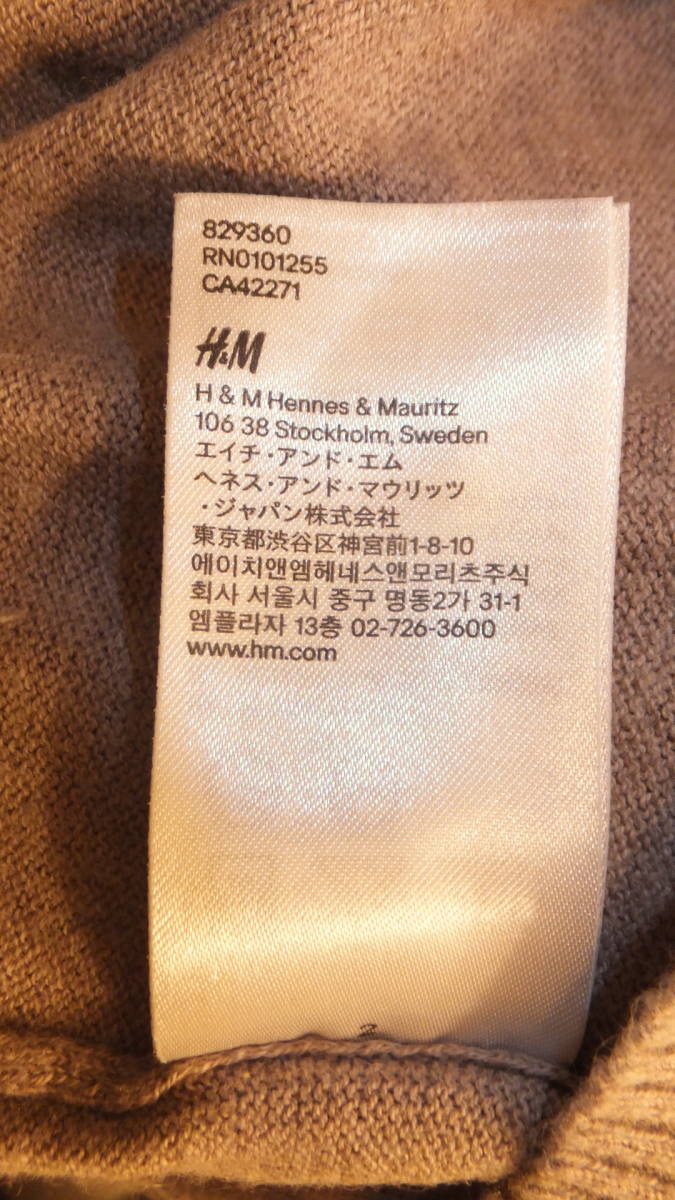 829360
RN0101255
CA42271
H&M
H & M Hennes & Mauritz
106 38 Stockholm, Sweden
エイチ・アンド・エム
ヘネス・アンド・マウリッツ
・ジャパン株式会社
東京都渋谷区神宮前1-8-10
에이치앤엠헤네스앤모리츠주식
회사 서울시 중구 명동2가 31-1
엠플라자 13층 02-726-3600
www.hm.com
2